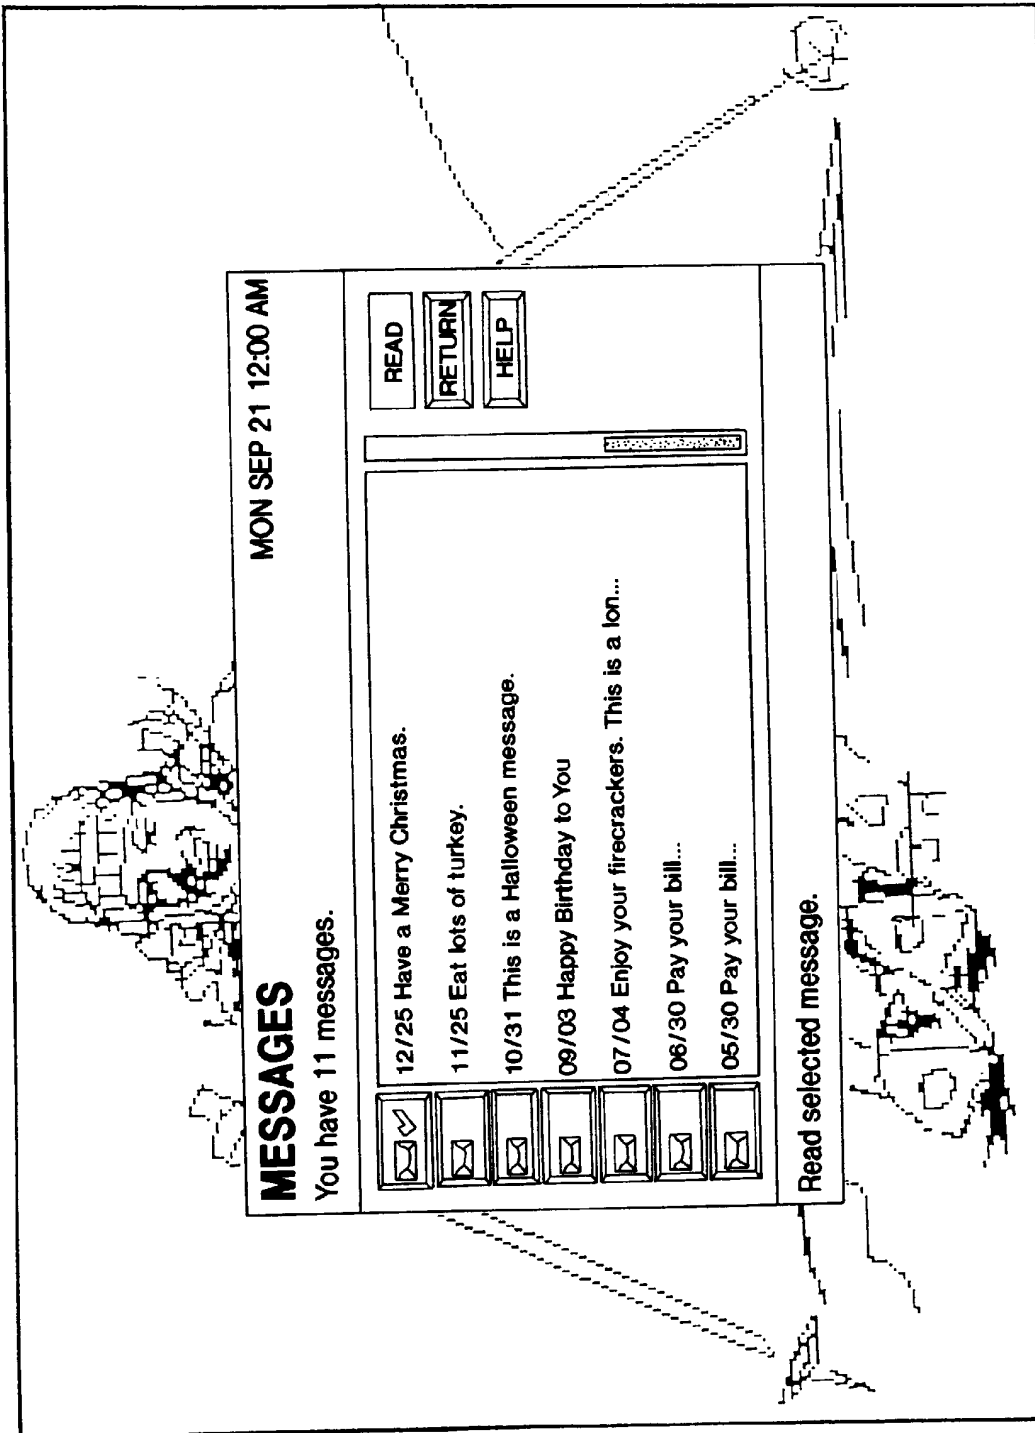 MESSAGES
MON SEP 21 12:00 AM
You have 11 messages.
12/25 Have a Merry Christmas.
11/25 Eat lots of turkey.
10/31 This is a Halloween message.
09/03 Happy Birthday to You
07/04 Enjoy your firecrackers. This is a lon...
06/30 Pay your bill...
05/30 Pay your bill...
READ
RETURN
HELP
Read selected message.